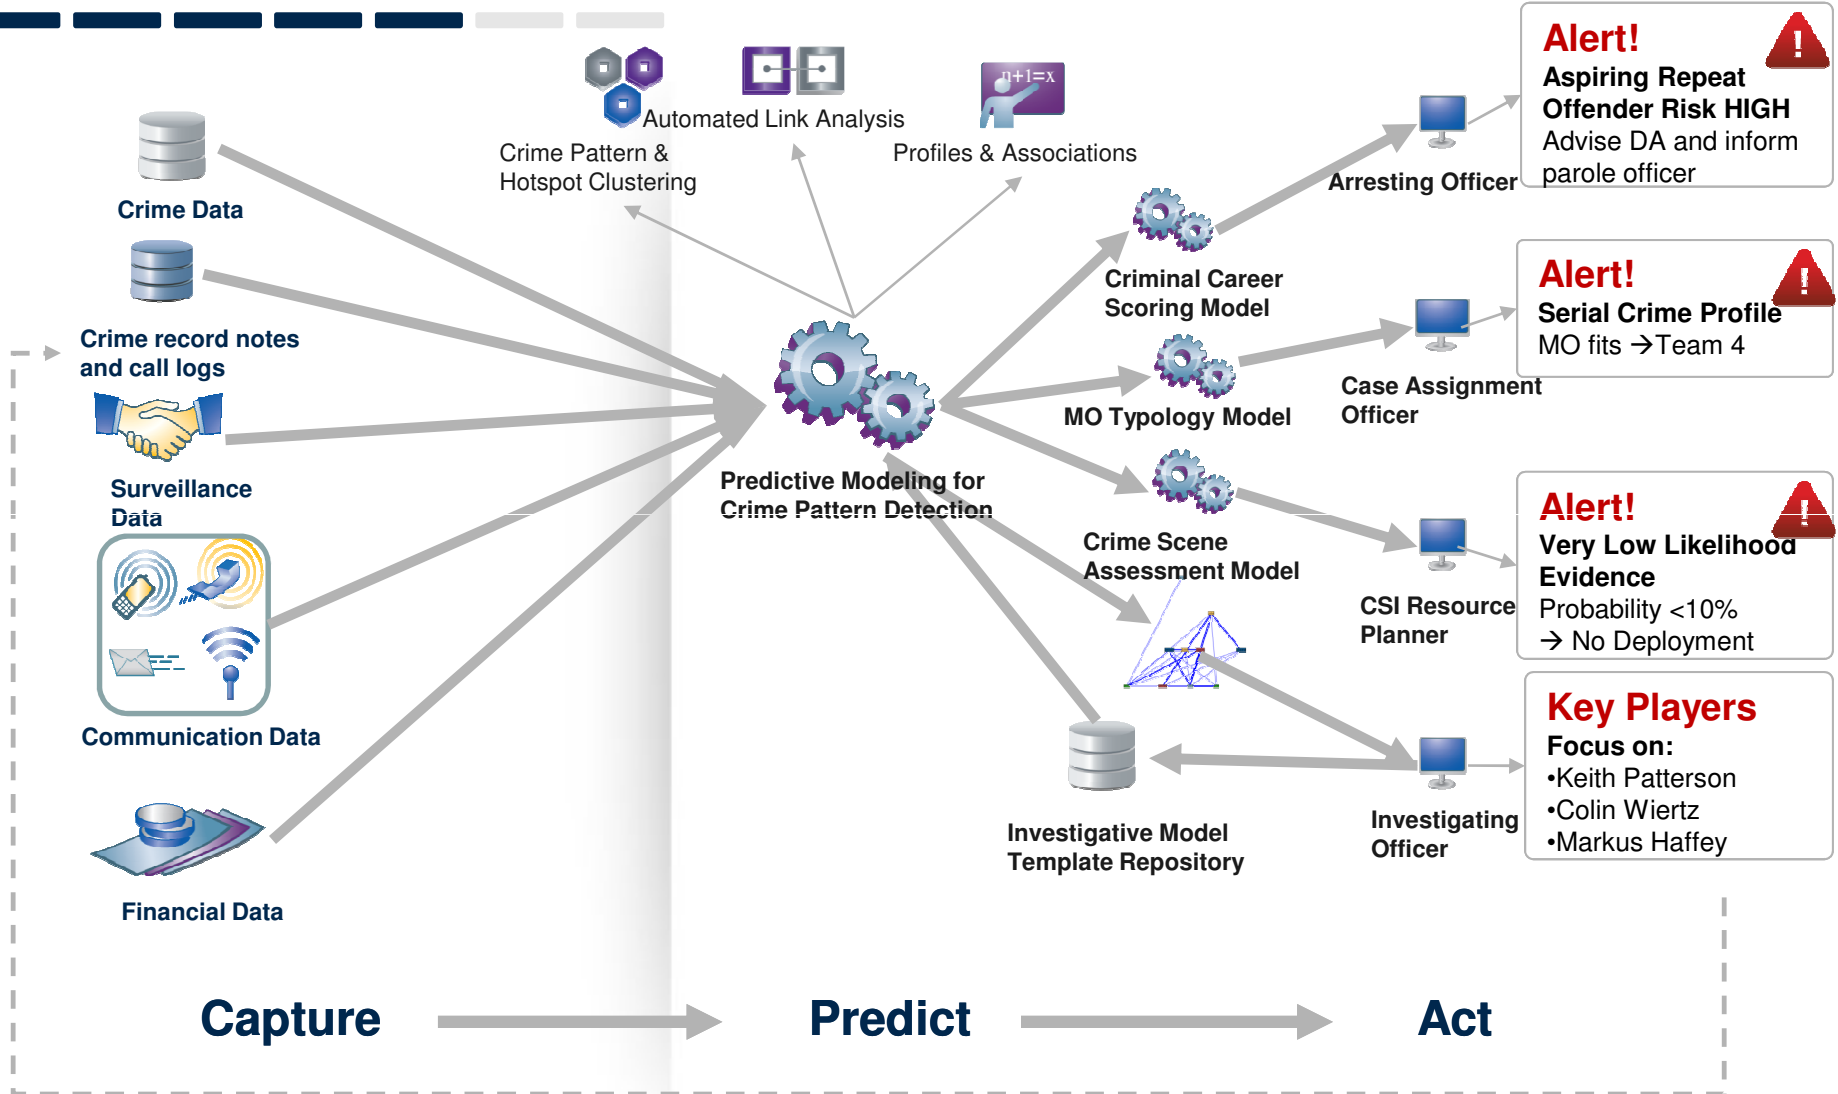 Crime Data
Crime record notes
and call logs
Surveillance
Data
Communication Data
Financial Data
Crime Pattern &
Hotspot Clustering
Automated Link Analysis
n+1=x
Profiles & Associations
Predictive Modeling for
Crime Pattern Detection
Criminal Career
Scoring Model
MO Typology Model
Crime Scene
Assessment Model
Investigative Model
Template Repository
Arresting Officer
Case Assignment
Officer
CSI Resource
Planner
Investigating
Officer
Alert!
Aspiring Repeat
Offender Risk HIGH
Advise DA and inform
parole officer
Alert!
Serial Crime Profile
MO fits →Team 4
Alert!
Very Low Likelihood
Evidence
Probability <10%
→ No Deployment
Key Players
Focus on:
•Keith Patterson
•Colin Wiertz
•Markus Haffey
Capture
Predict
Act